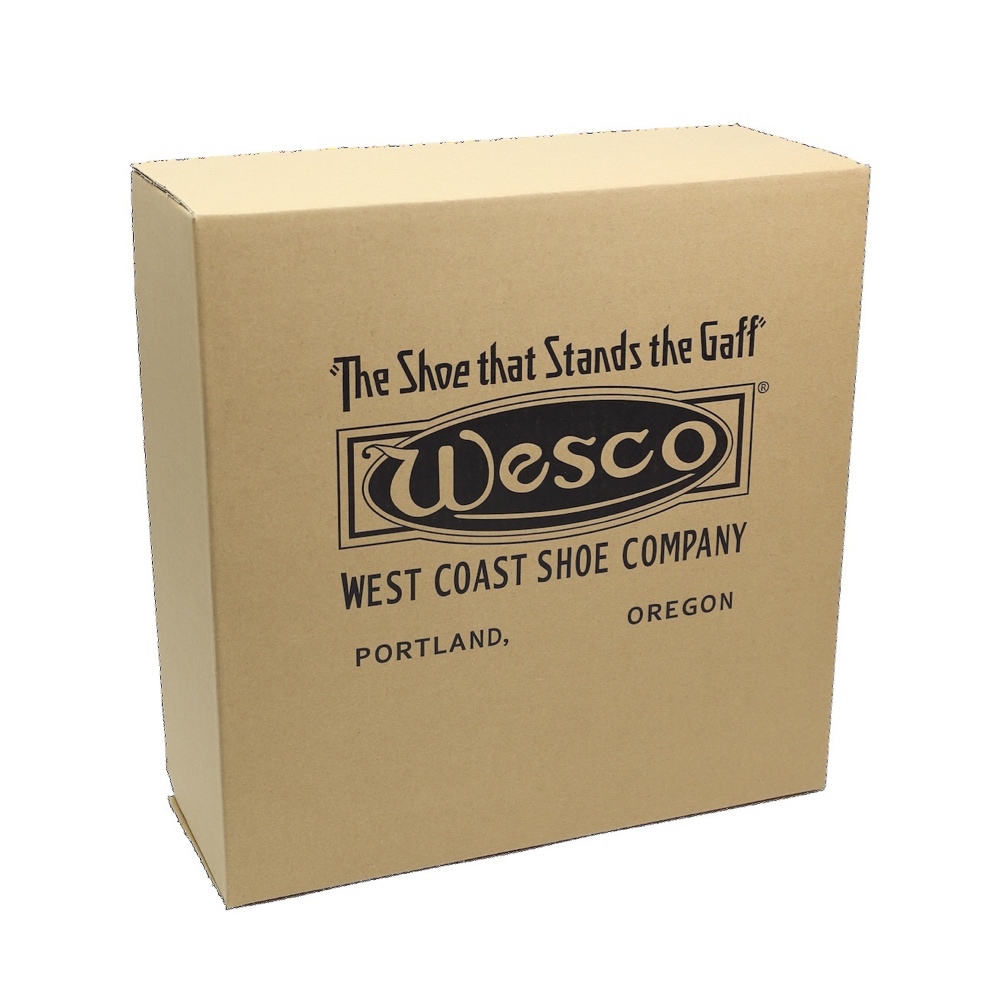 "The Shoe that Stands the Gaff"
Wesco®
WEST COAST SHOE COMPANY
PORTLAND, OREGON